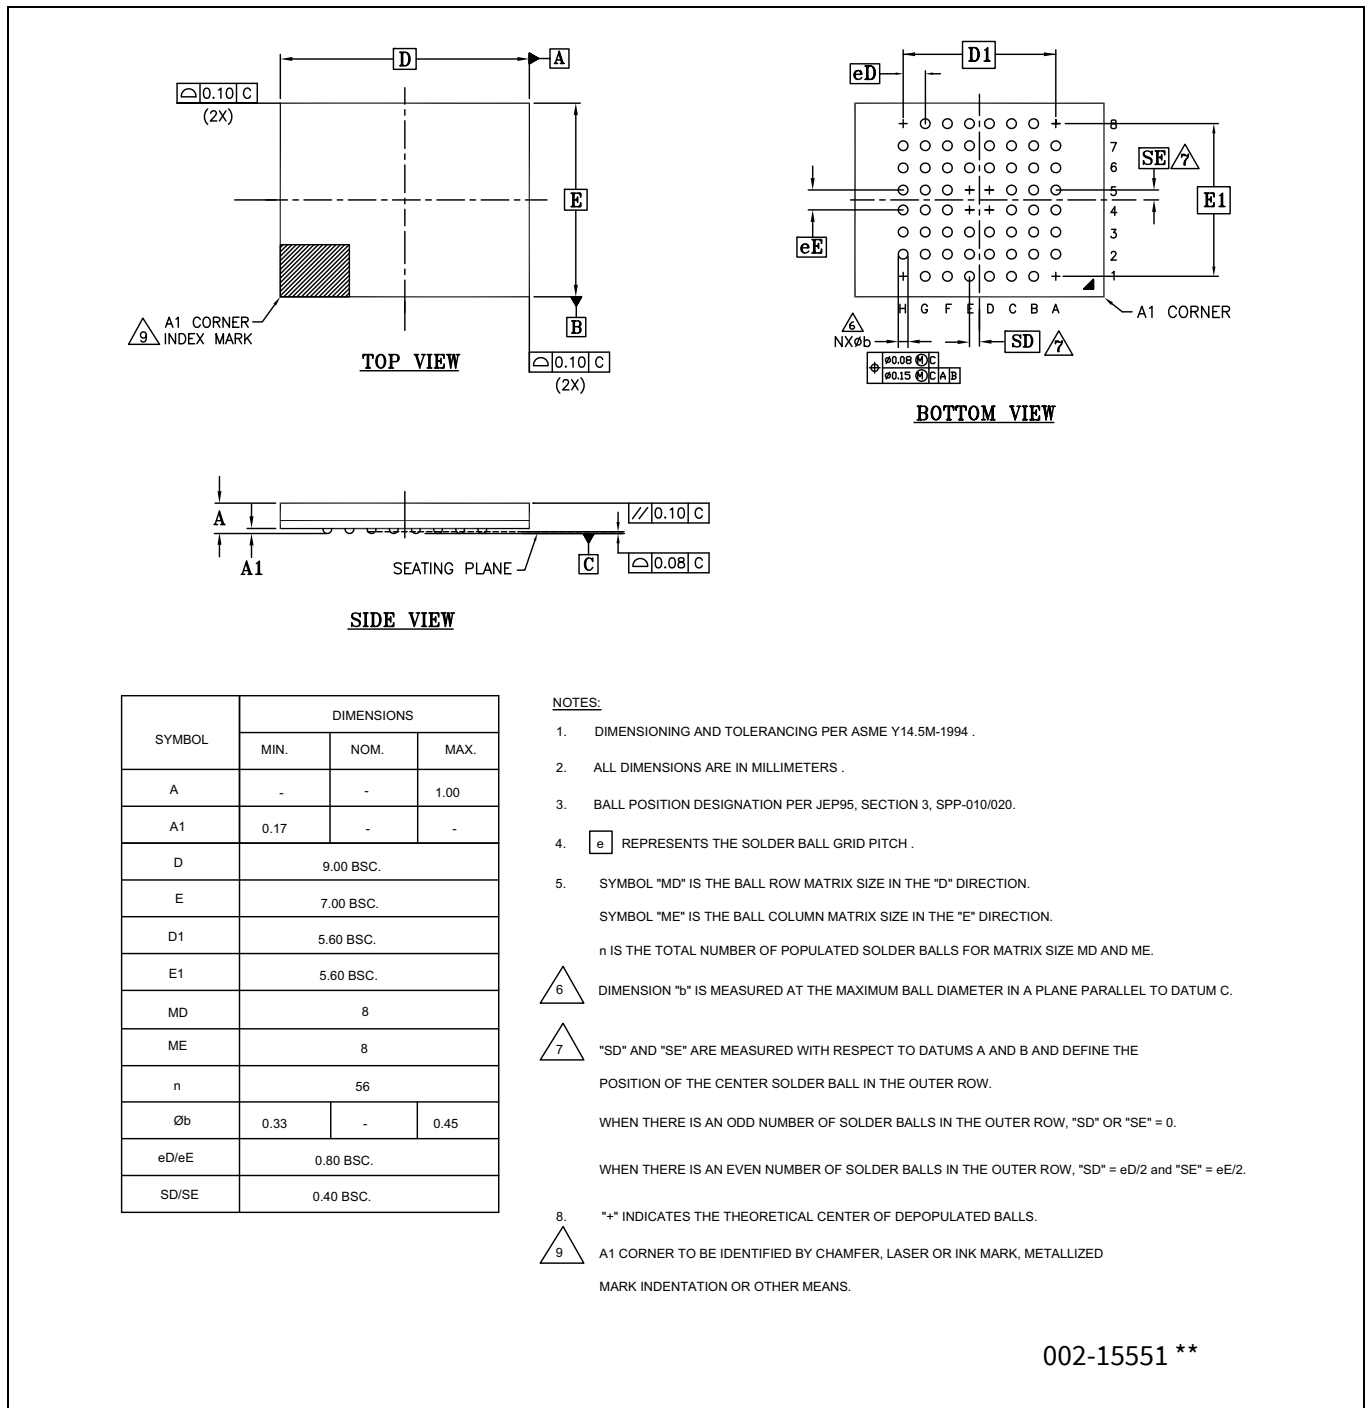 D
A
⌓ 0.10 C
(2X)
E
A1 CORNER
9 INDEX MARK
B
TOP VIEW
⌓ 0.10 C
(2X)
D1
eD
8
7
6
5
4
3
2
1
SE 7
E1
eE
H G F E D C B A
A1 CORNER
6
NXøb
SD 7
⌖ ø0.08 Ⓜ C
ø0.15 Ⓜ C A B
BOTTOM VIEW
A
A1
SEATING PLANE
C
// 0.10 C
⌓ 0.08 C
SIDE VIEW
SYMBOL DIMENSIONS
MIN. NOM. MAX.
A - - 1.00
A1 0.17 - -
D 9.00 BSC.
E 7.00 BSC.
D1 5.60 BSC.
E1 5.60 BSC.
MD 8
ME 8
n 56
Øb 0.33 - 0.45
eD/eE 0.80 BSC.
SD/SE 0.40 BSC.
NOTES:
1. DIMENSIONING AND TOLERANCING PER ASME Y14.5M-1994 .
2. ALL DIMENSIONS ARE IN MILLIMETERS .
3. BALL POSITION DESIGNATION PER JEP95, SECTION 3, SPP-010/020.
4. e REPRESENTS THE SOLDER BALL GRID PITCH .
5. SYMBOL "MD" IS THE BALL ROW MATRIX SIZE IN THE "D" DIRECTION.
SYMBOL "ME" IS THE BALL COLUMN MATRIX SIZE IN THE "E" DIRECTION.
n IS THE TOTAL NUMBER OF POPULATED SOLDER BALLS FOR MATRIX SIZE MD AND ME.
6 DIMENSION "b" IS MEASURED AT THE MAXIMUM BALL DIAMETER IN A PLANE PARALLEL TO DATUM C.
7 "SD" AND "SE" ARE MEASURED WITH RESPECT TO DATUMS A AND B AND DEFINE THE
POSITION OF THE CENTER SOLDER BALL IN THE OUTER ROW.
WHEN THERE IS AN ODD NUMBER OF SOLDER BALLS IN THE OUTER ROW, "SD" OR "SE" = 0.
WHEN THERE IS AN EVEN NUMBER OF SOLDER BALLS IN THE OUTER ROW, "SD" = eD/2 and "SE" = eE/2.
8. "+" INDICATES THE THEORETICAL CENTER OF DEPOPULATED BALLS.
9 A1 CORNER TO BE IDENTIFIED BY CHAMFER, LASER OR INK MARK, METALLIZED
MARK INDENTATION OR OTHER MEANS.
002-15551 **